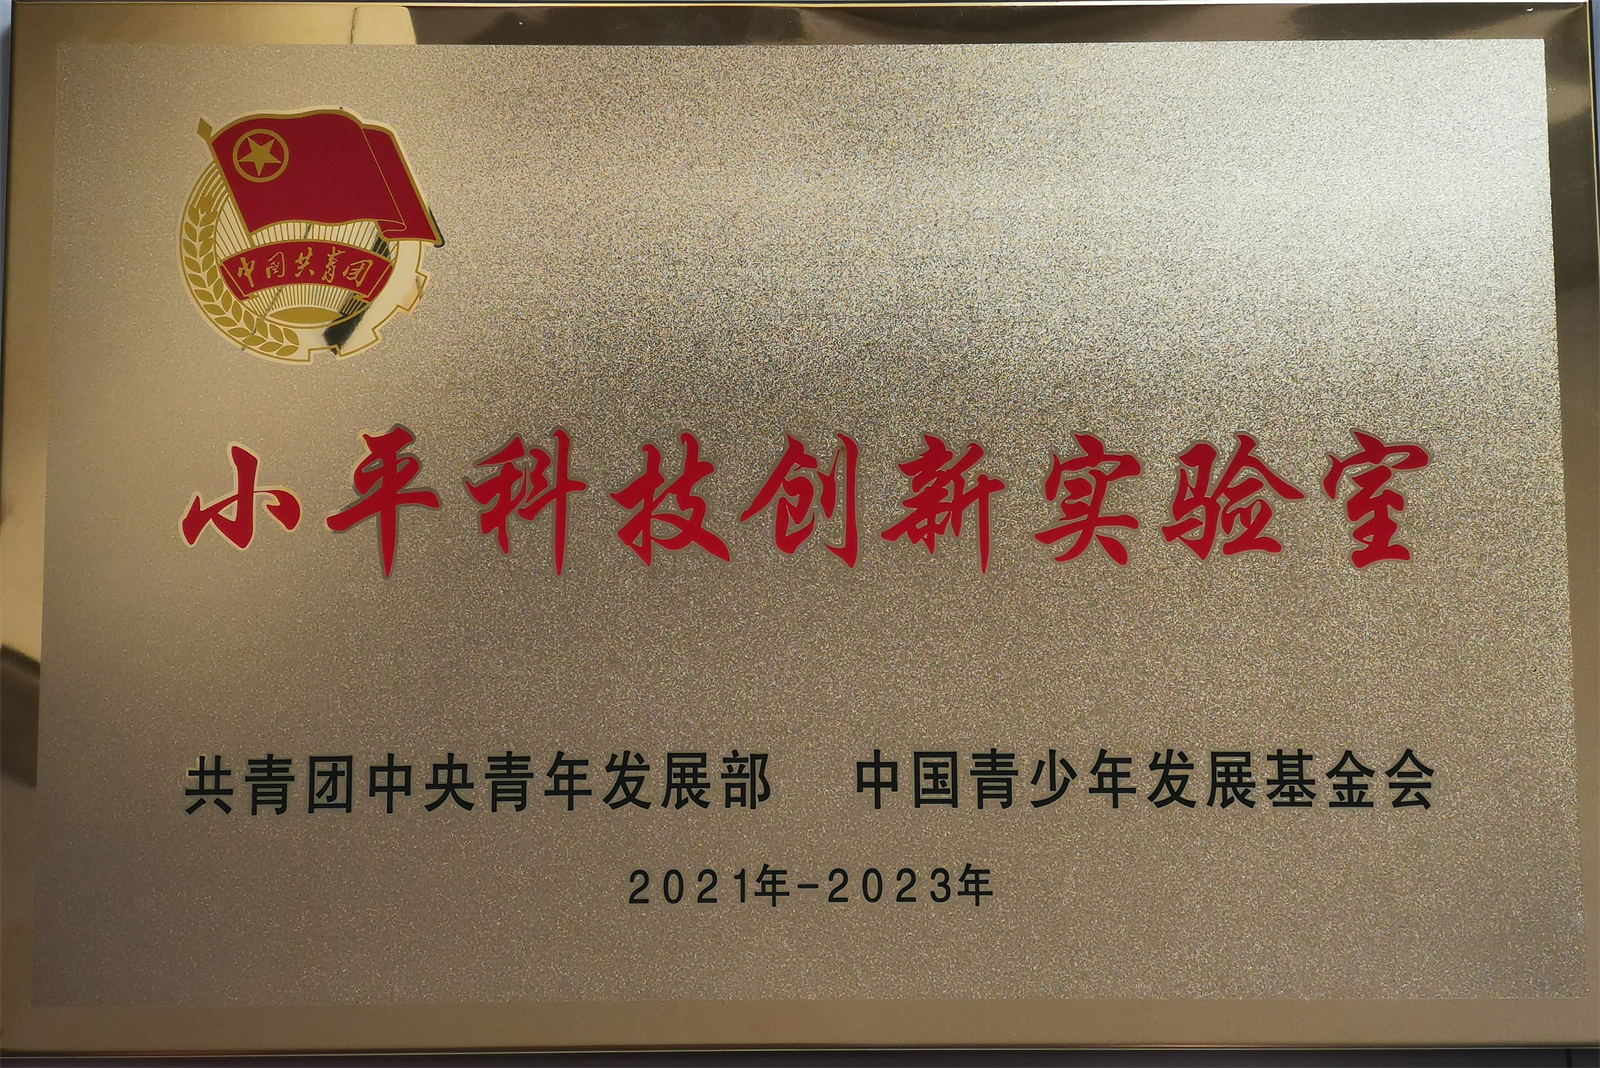 中国共青团
小平科技创新实验室
共青团中央青年发展部 中国青少年发展基金会
2021年-2023年